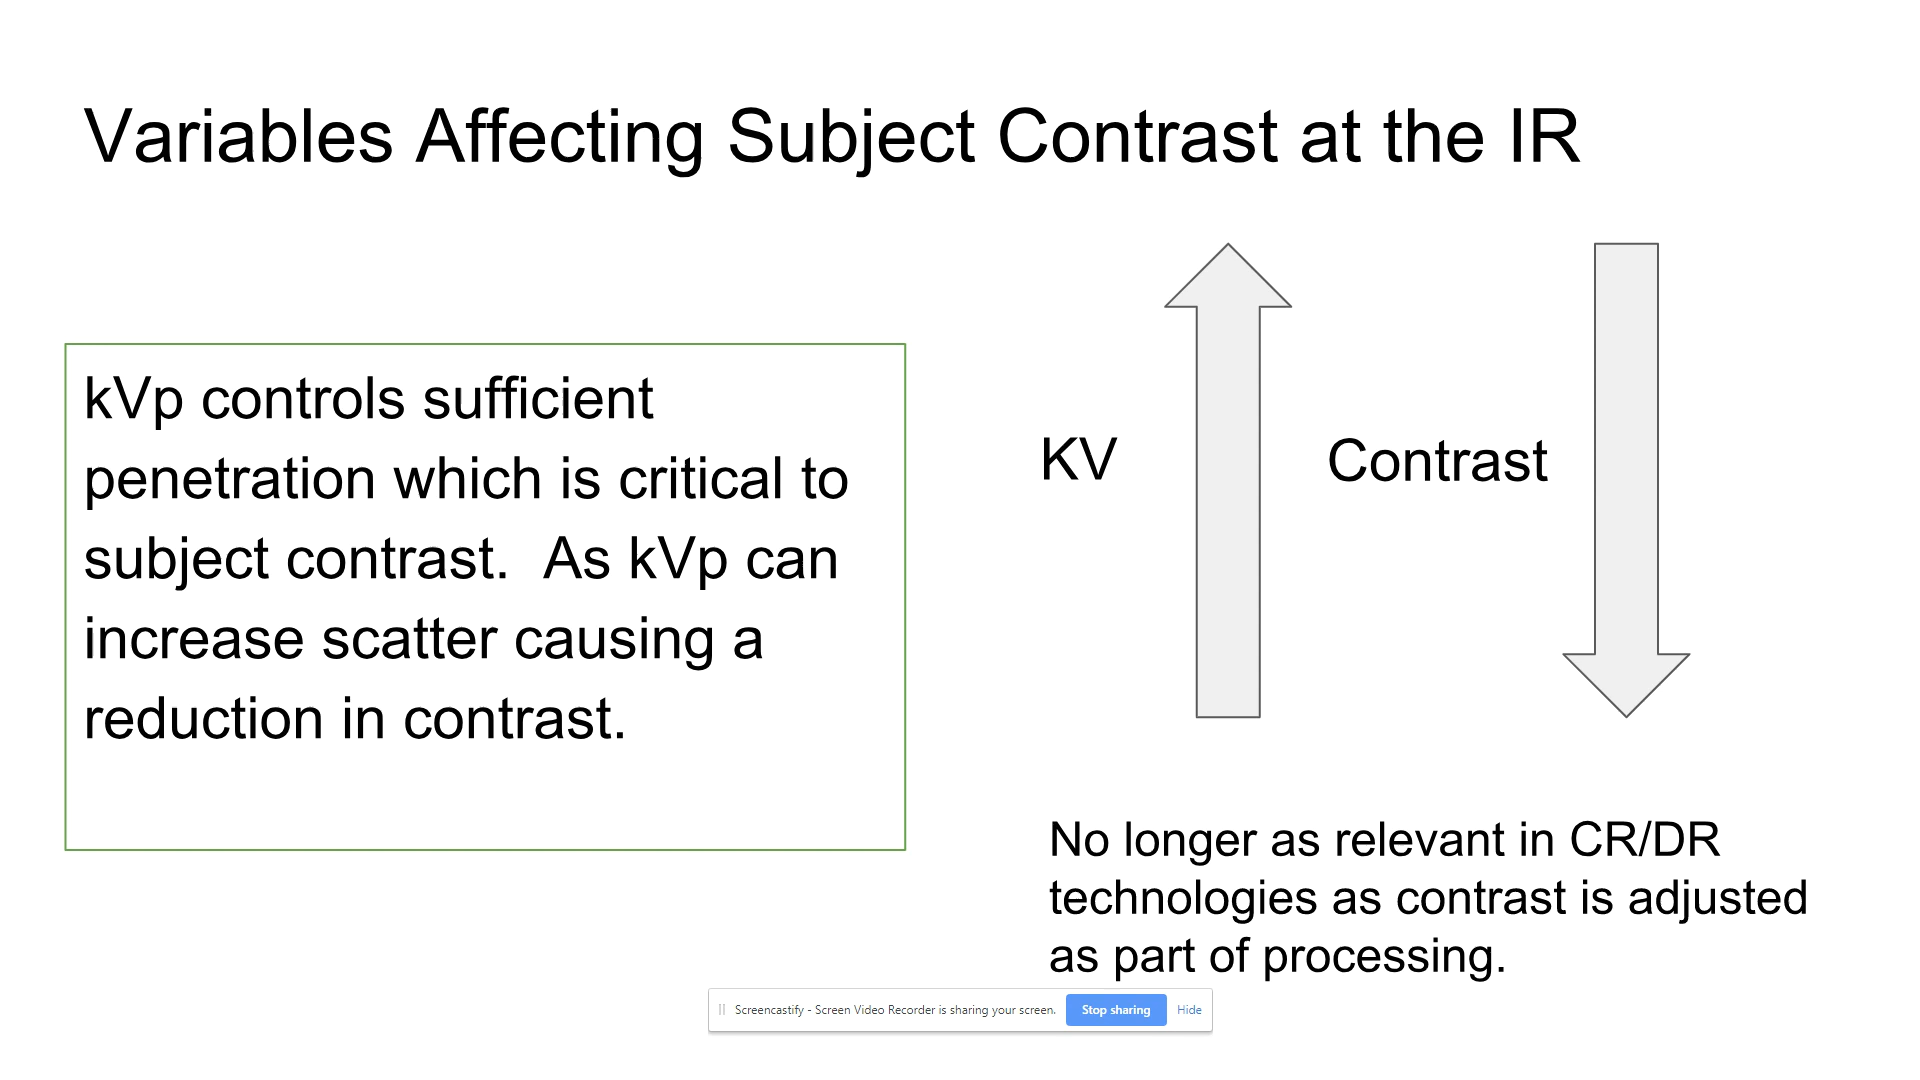 Variables Affecting Subject Contrast at the IR
kVp controls sufficient
penetration which is critical to
subject contrast.  As kVp can
increase scatter causing a
reduction in contrast.
KV
Contrast
No longer as relevant in CR/DR
technologies as contrast is adjusted
as part of processing.
Screencastify - Screen Video Recorder is sharing your screen. Stop sharing Hide